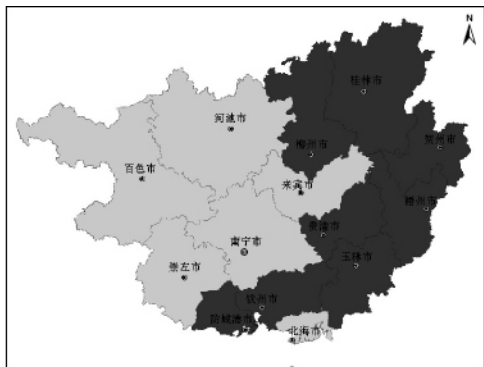 N
桂林市
河池市
柳州市
贺州市
百色市
来宾市
梧州市
贵港市
南宁市
玉林市
崇左市
钦州市
防城港市
北海市